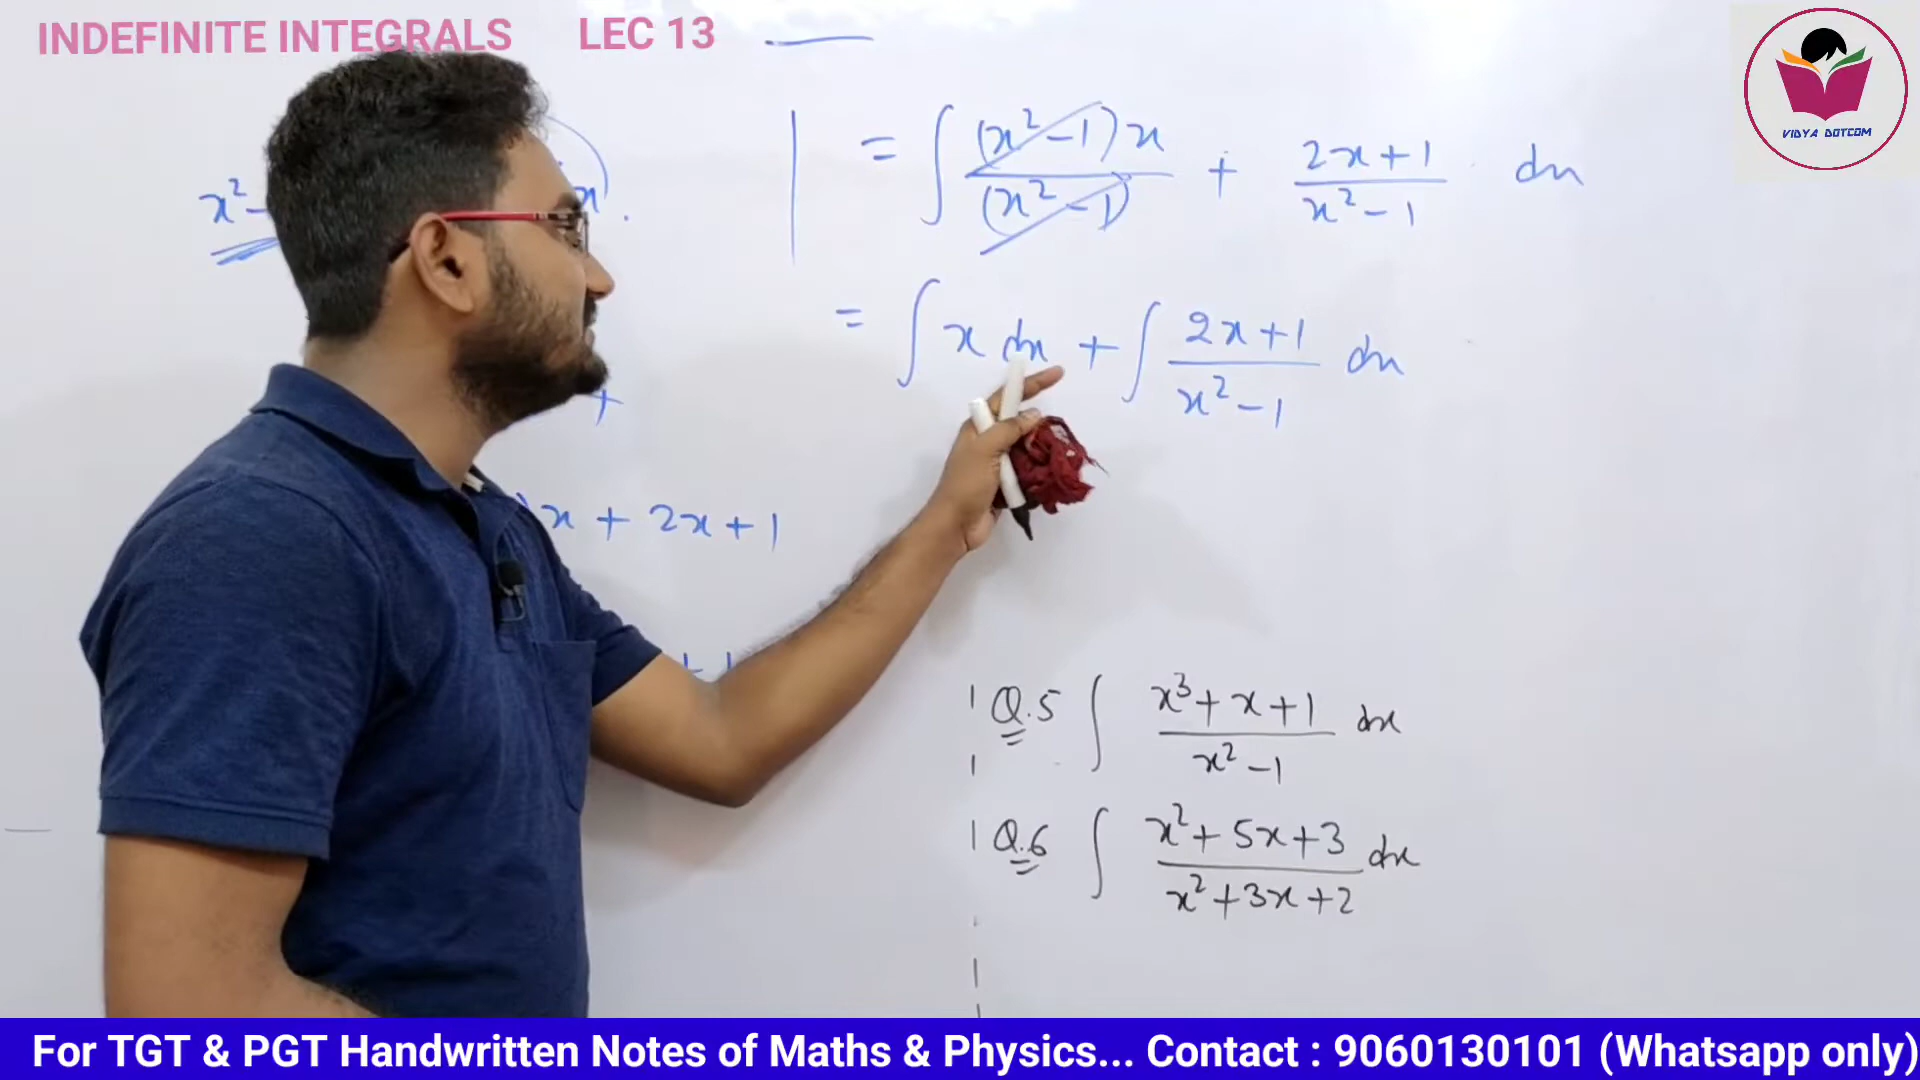 INDEFINITE INTEGRALS LEC 13
VIDYA DOTCOM
= ∫ (x² - 1) x / (x² - 1) + 2x + 1 / x² - 1 dx
x² -
x.
= ∫ x dx + ∫ 2x + 1 / x² - 1 dx
+
)x + 2x + 1
Q.5 ∫ x³ + x + 1 / x² - 1 dx
Q.6 ∫ x² + 5x + 3 / x² + 3x + 2 dx
For TGT & PGT Handwritten Notes of Maths & Physics... Contact : 9060130101 (Whatsapp only)